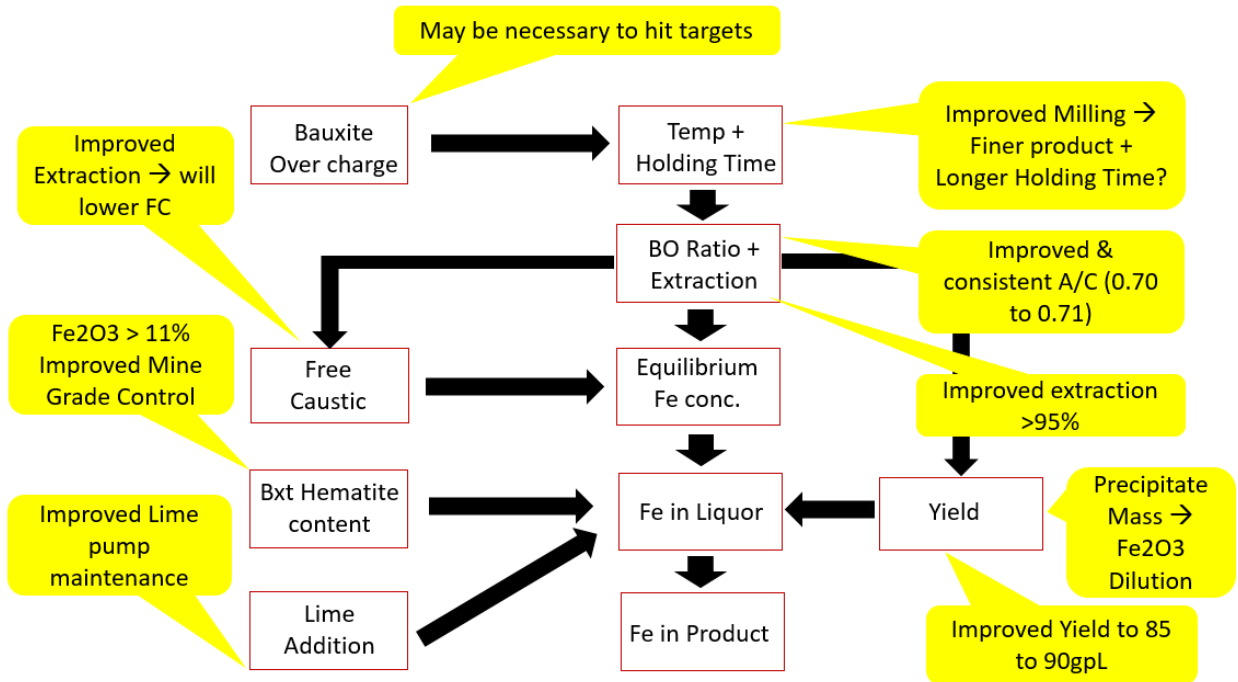 May be necessary to hit targets
Bauxite
Over charge
Temp +
Holding Time
Improved Milling →
Finer product +
Longer Holding Time?
Improved
Extraction → will
lower FC
BO Ratio +
Extraction
Improved &
consistent A/C (0.70
to 0.71)
Fe2O3 > 11%
Improved Mine
Grade Control
Free
Caustic
Equilibrium
Fe conc.
Improved extraction
>95%
Bxt Hematite
content
Fe in Liquor
Yield
Precipitate
Mass →
Fe2O3
Dilution
Improved Lime
pump
maintenance
Lime
Addition
Fe in Product
Improved Yield to 85
to 90gpL